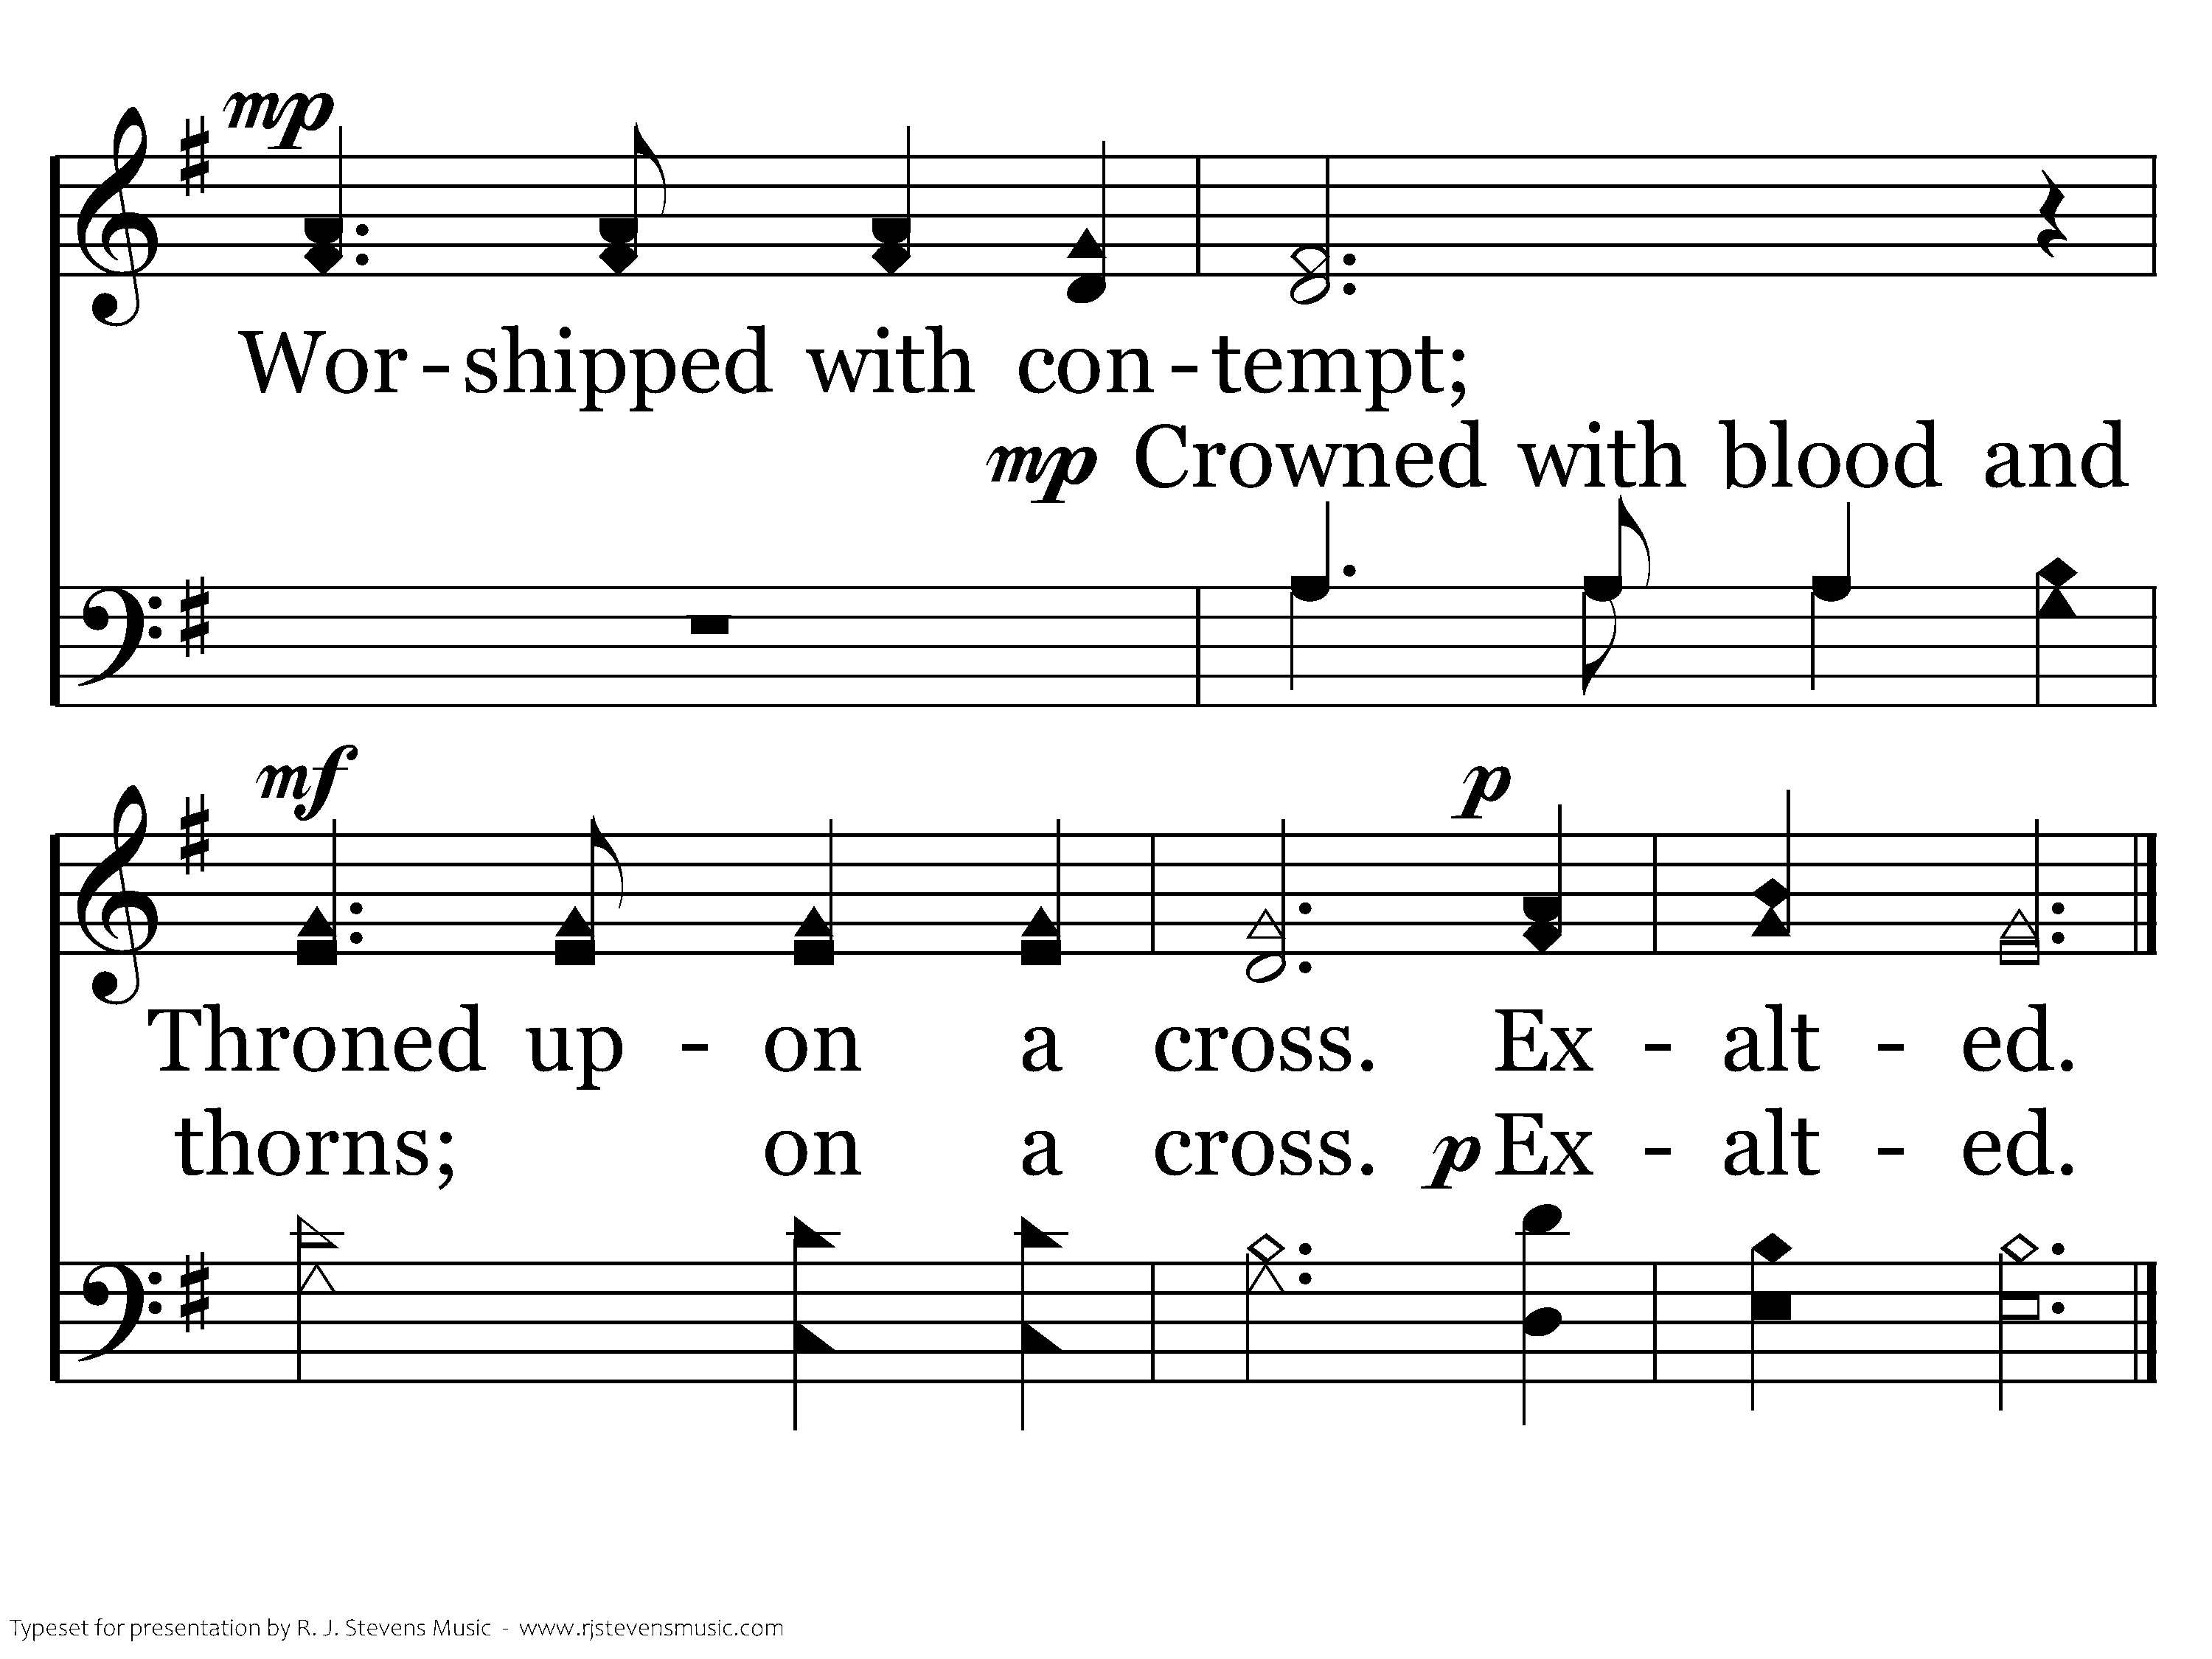 mp
Wor-shipped with con-tempt;
mp Crowned with blood and
mf p
Throned up - on a cross. Ex - alt - ed.
thorns; on a cross. p Ex - alt - ed.
Typeset for presentation by R. J. Stevens Music - www.rjstevensmusic.com